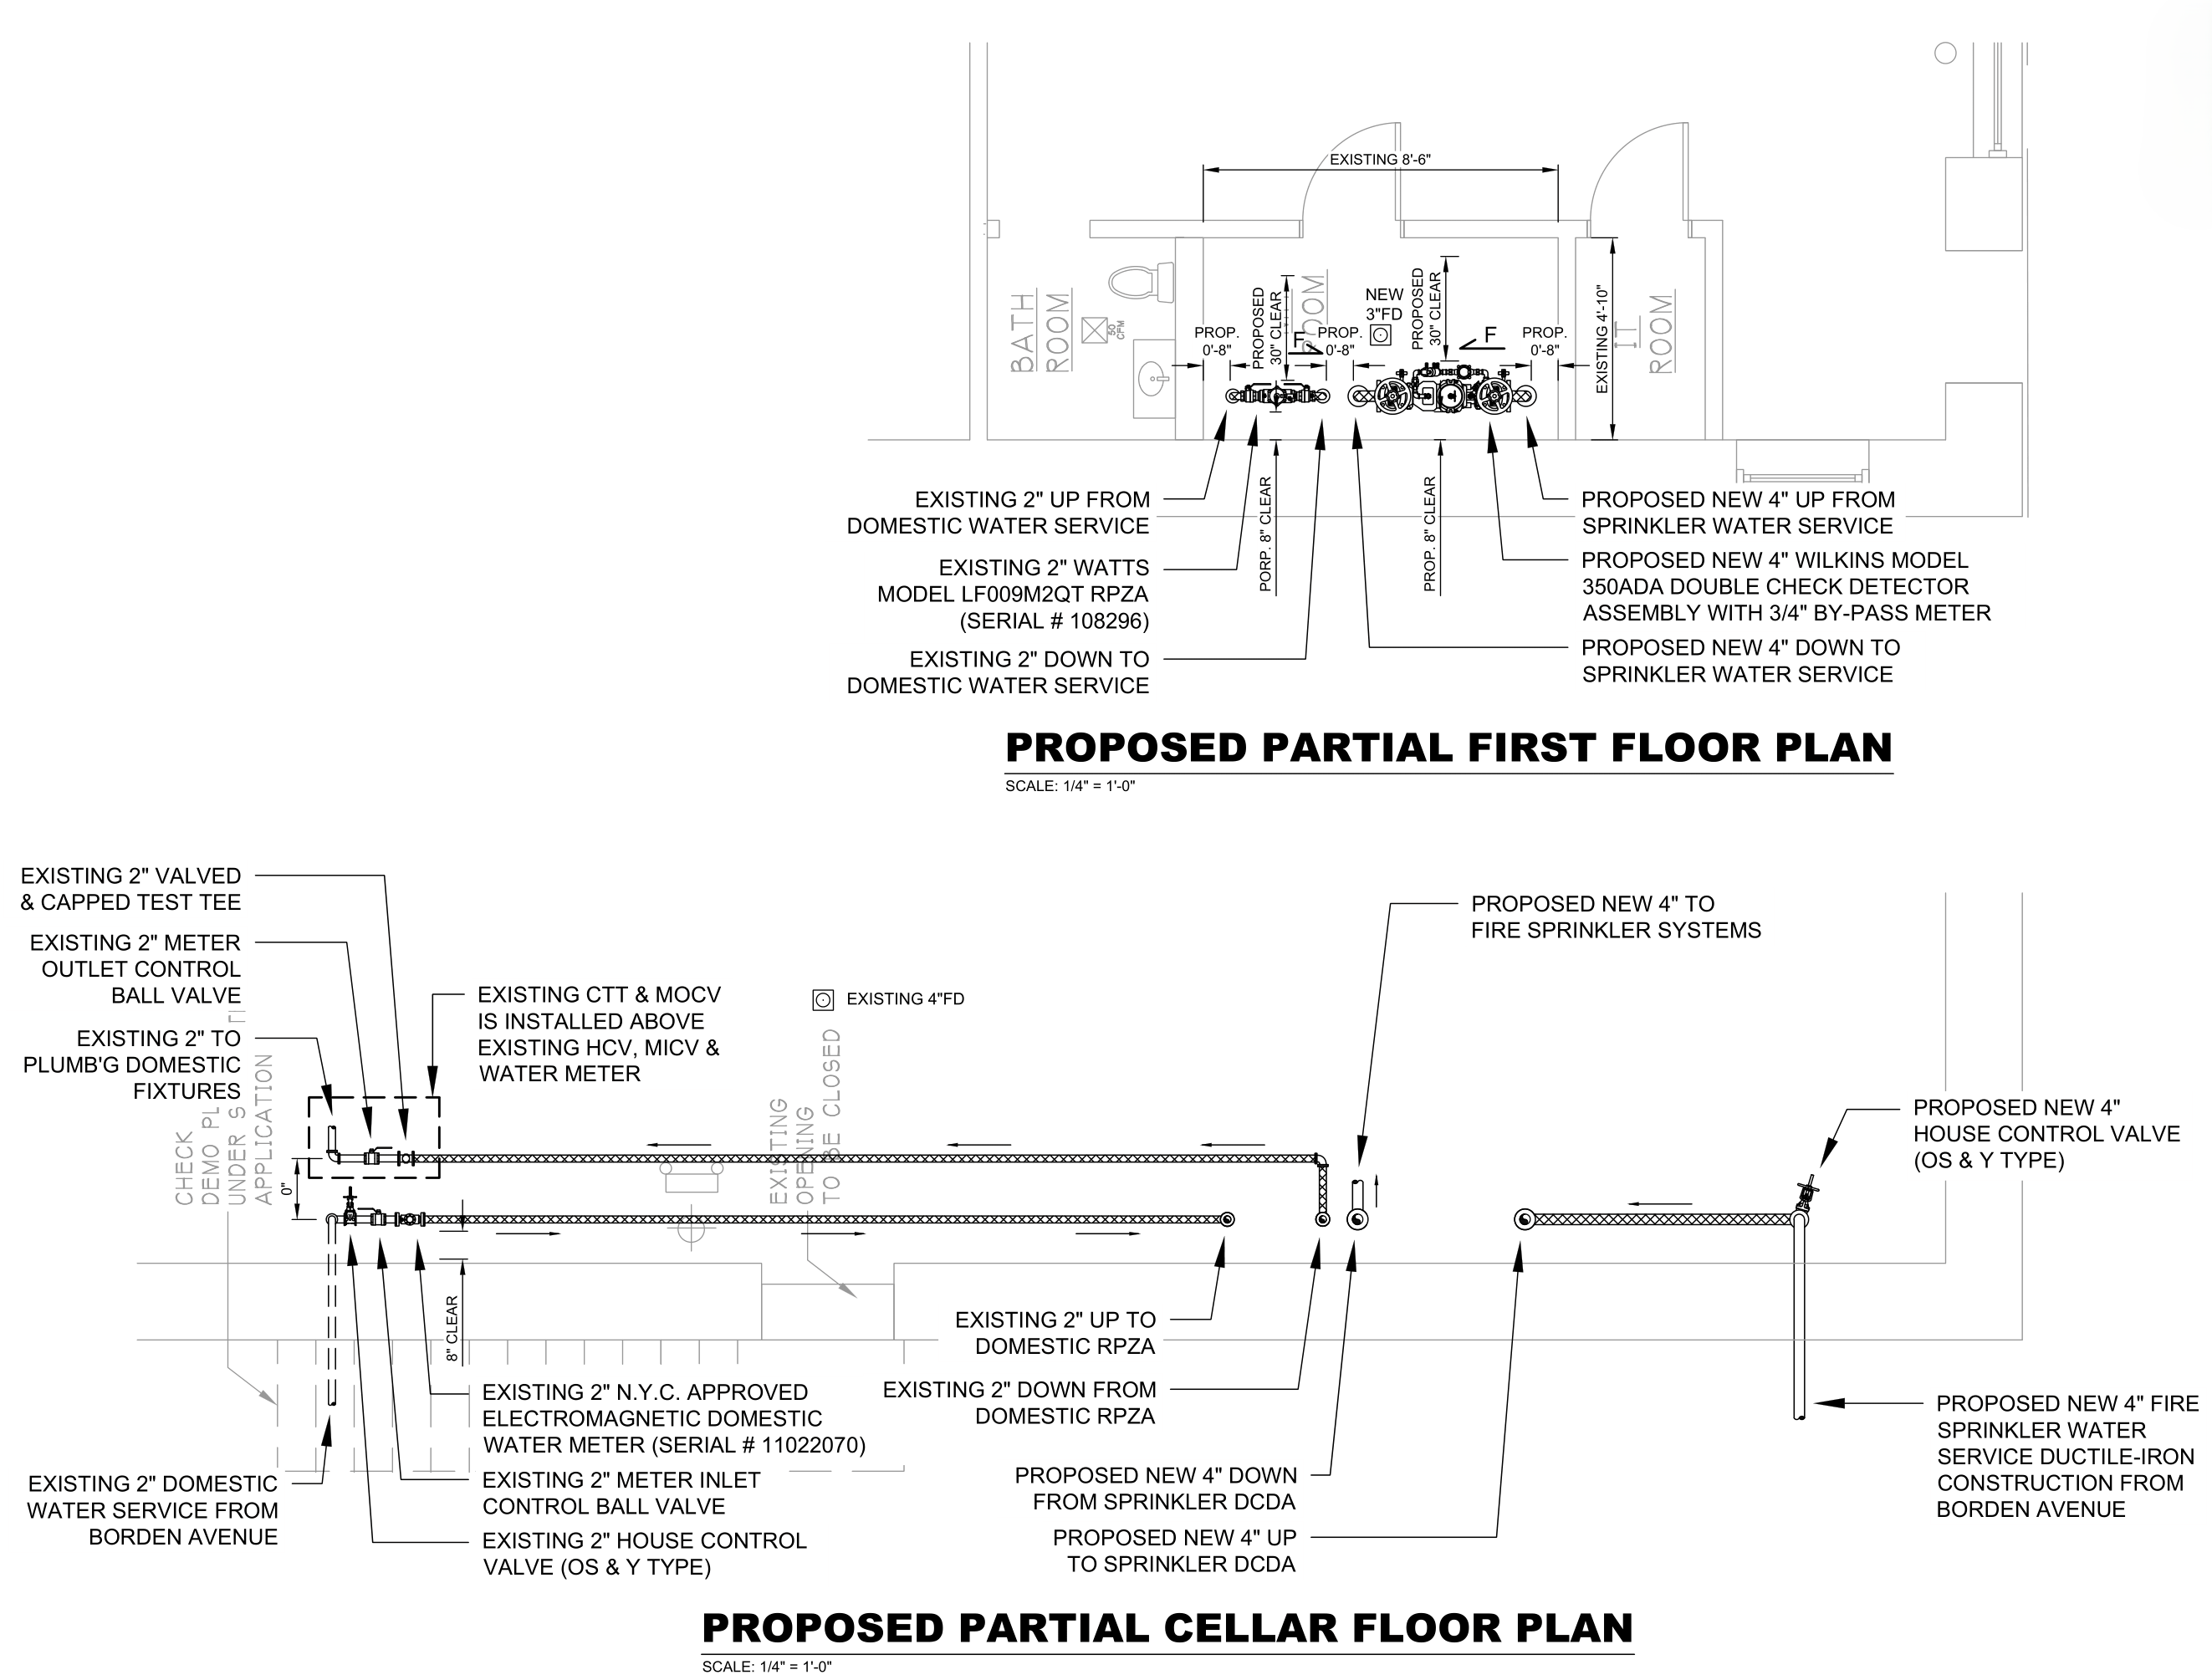 EXISTING 8'-6"
BATH
ROOM
50
CFM
PROP.
0'-8"
PROPOSED
30" CLEAR
F
ROOM
PROP.
0'-8"
NEW
3"FD
PROPOSED
30" CLEAR
F
PROP.
0'-8"
EXISTING 4'-10"
IT
ROOM
EXISTING 2" UP FROM
DOMESTIC WATER SERVICE
EXISTING 2" WATTS
MODEL LF009M2QT RPZA
(SERIAL # 108296)
EXISTING 2" DOWN TO
DOMESTIC WATER SERVICE
PORP. 8" CLEAR
PROP. 8" CLEAR
PROPOSED NEW 4" UP FROM
SPRINKLER WATER SERVICE
PROPOSED NEW 4" WILKINS MODEL
350ADA DOUBLE CHECK DETECTOR
ASSEMBLY WITH 3/4" BY-PASS METER
PROPOSED NEW 4" DOWN TO
SPRINKLER WATER SERVICE
PROPOSED PARTIAL FIRST FLOOR PLAN
SCALE: 1/4" = 1'-0"
EXISTING 2" VALVED
& CAPPED TEST TEE
EXISTING 2" METER
OUTLET CONTROL
BALL VALVE
EXISTING 2" TO
PLUMB'G DOMESTIC
FIXTURES
CHECK
DEMO PL
UNDER S
APPLICATION
EXISTING CTT & MOCV
IS INSTALLED ABOVE
EXISTING HCV, MICV &
WATER METER
EXISTING 4"FD
EXISTING
OPENING
TO BE CLOSED
PROPOSED NEW 4" TO
FIRE SPRINKLER SYSTEMS
PROPOSED NEW 4"
HOUSE CONTROL VALVE
(OS & Y TYPE)
0"
8" CLEAR
EXISTING 2" UP TO
DOMESTIC RPZA
EXISTING 2" DOWN FROM
DOMESTIC RPZA
PROPOSED NEW 4" DOWN
FROM SPRINKLER DCDA
PROPOSED NEW 4" UP
TO SPRINKLER DCDA
EXISTING 2" N.Y.C. APPROVED
ELECTROMAGNETIC DOMESTIC
WATER METER (SERIAL # 11022070)
EXISTING 2" METER INLET
CONTROL BALL VALVE
EXISTING 2" HOUSE CONTROL
VALVE (OS & Y TYPE)
EXISTING 2" DOMESTIC
WATER SERVICE FROM
BORDEN AVENUE
PROPOSED NEW 4" FIRE
SPRINKLER WATER
SERVICE DUCTILE-IRON
CONSTRUCTION FROM
BORDEN AVENUE
PROPOSED PARTIAL CELLAR FLOOR PLAN
SCALE: 1/4" = 1'-0"